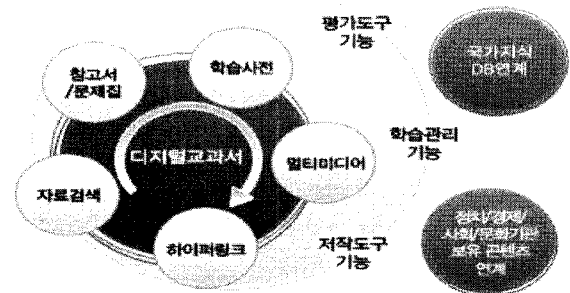 평가도구
기능
국가지식
DB연계
참고서
/문제집
학습사전
디지털교과서
멀티미디어
학습관리
기능
자료검색
하이퍼링크
저작도구
기능
정치/경제/
사회/문화기관
보유 콘텐츠
연계